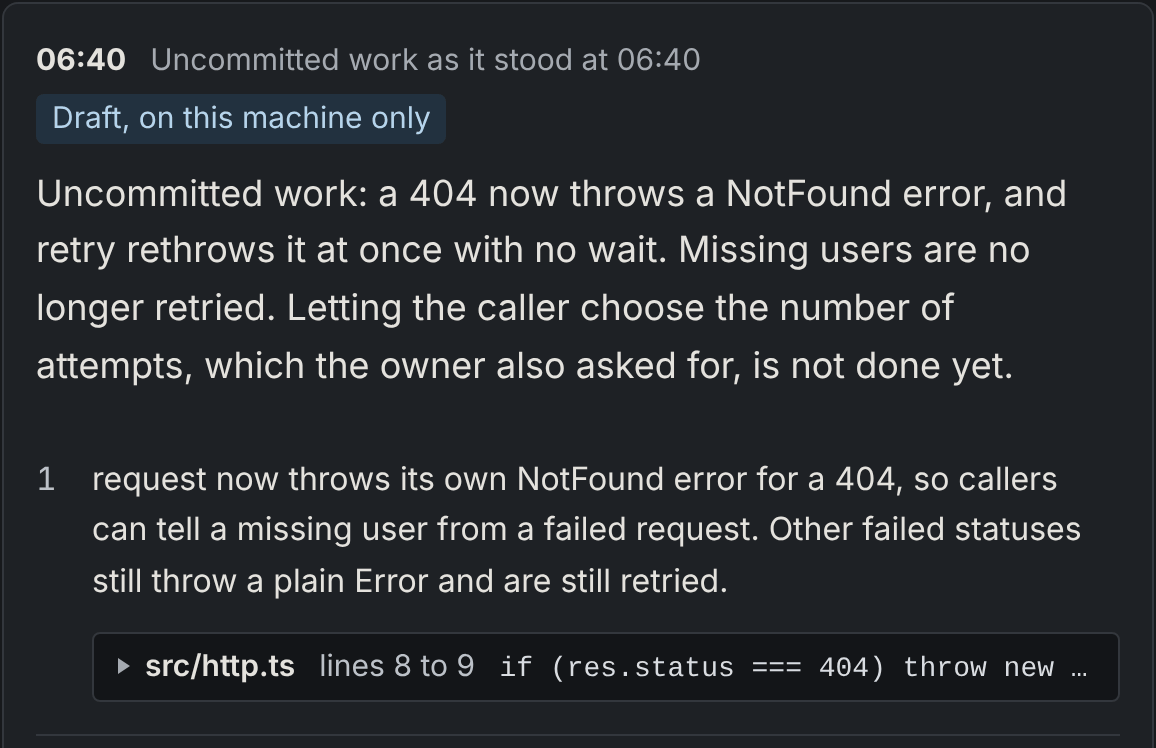 06:40 Uncommitted work as it stood at 06:40
Draft, on this machine only
Uncommitted work: a 404 now throws a NotFound error, and
retry rethrows it at once with no wait. Missing users are no
longer retried. Letting the caller choose the number of
attempts, which the owner also asked for, is not done yet.
1 request now throws its own NotFound error for a 404, so callers
can tell a missing user from a failed request. Other failed statuses
still throw a plain Error and are still retried.
src/http.ts lines 8 to 9 if (res.status === 404) throw new …